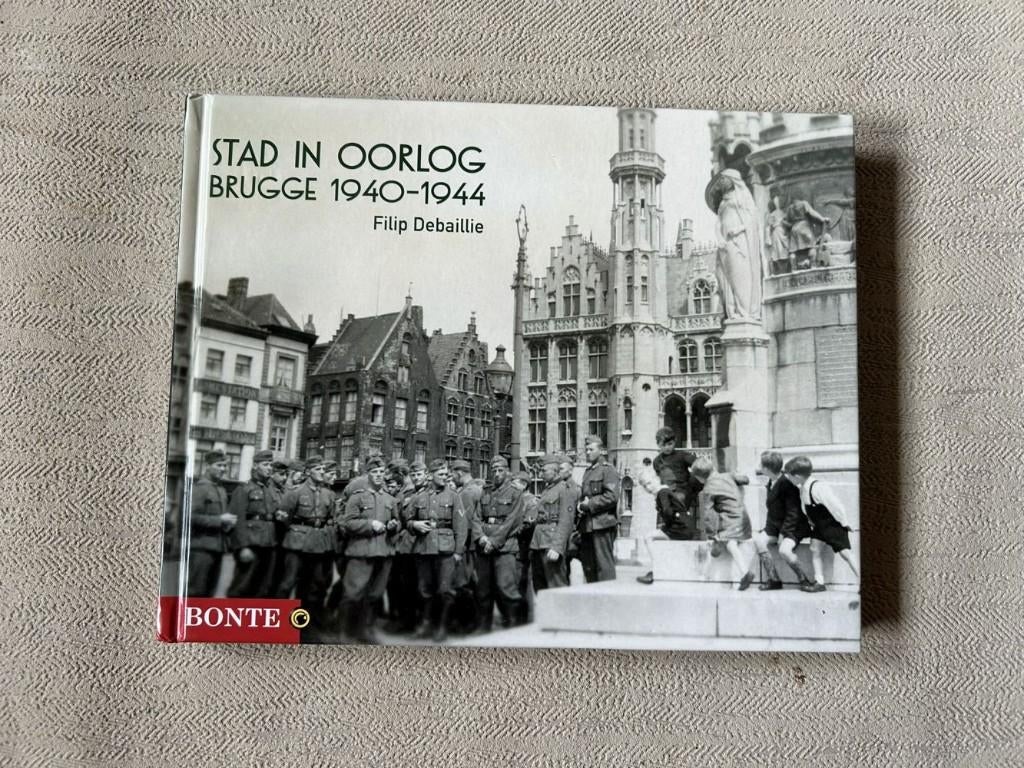 STAD IN OORLOG
BRUGGE 1940-1944
Filip Debaillie
BONTE